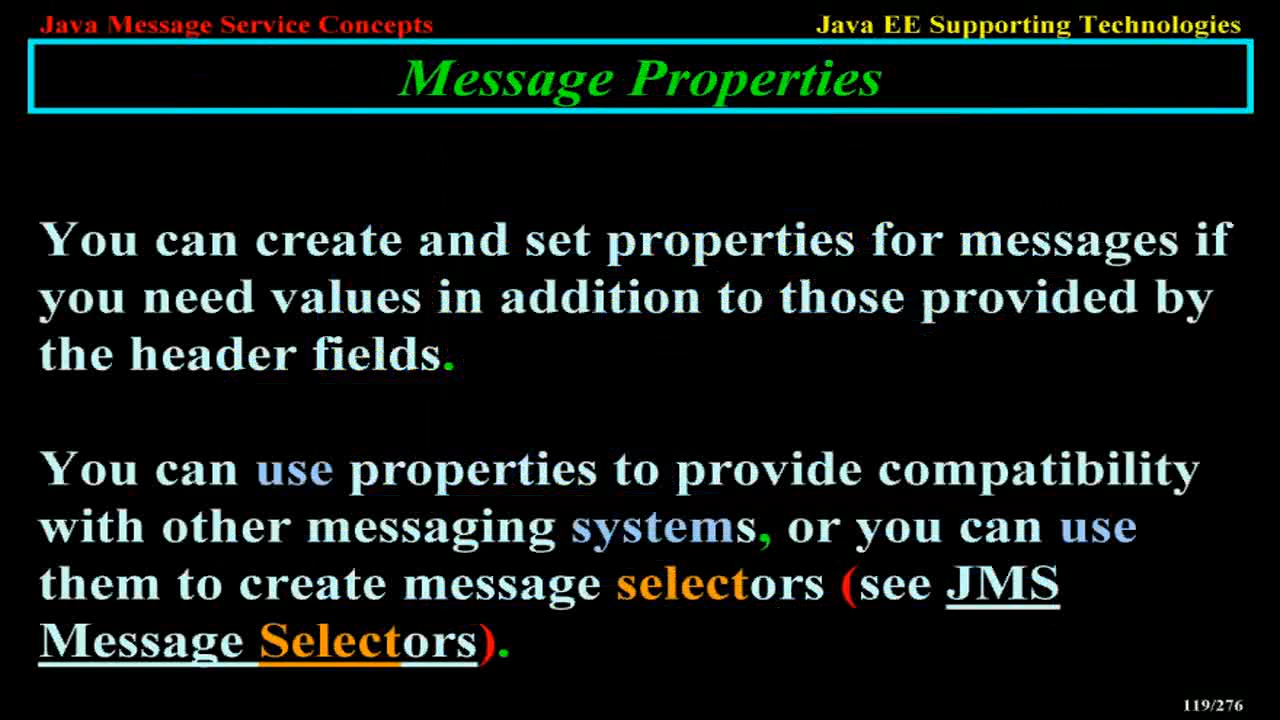 Java Message Service Concepts
Java EE Supporting Technologies
Message Properties
You can create and set properties for messages if
you need values in addition to those provided by
the header fields.
You can use properties to provide compatibility
with other messaging systems, or you can use
them to create message selectors (see JMS
Message Selectors).
119/276